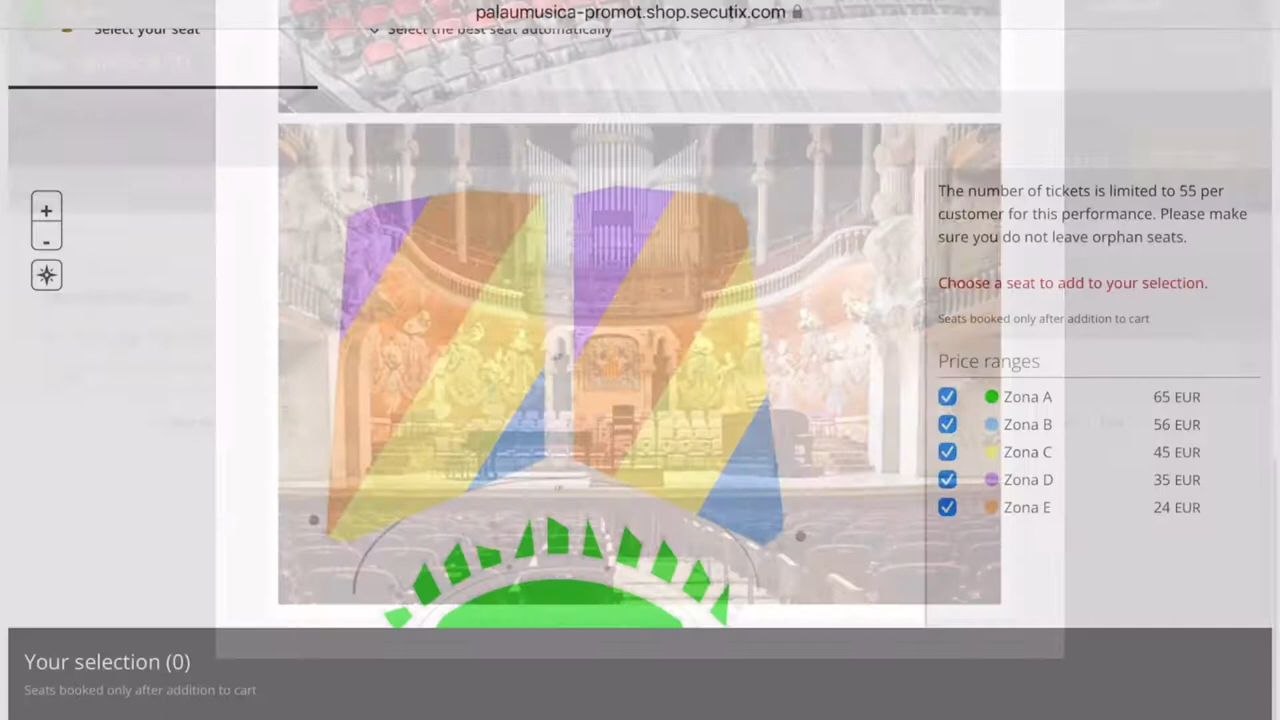 palaumusica-promot.shop.secutix.com
Select your seat
Select the best seat automatically
+
-
The number of tickets is limited to 55 per
customer for this performance. Please make
sure you do not leave orphan seats.
Choose a seat to add to your selection.
Seats booked only after addition to cart
Price ranges
Zona A 65 EUR
Zona B 56 EUR
Zona C 45 EUR
Zona D 35 EUR
Zona E 24 EUR
Your selection (0)
Seats booked only after addition to cart